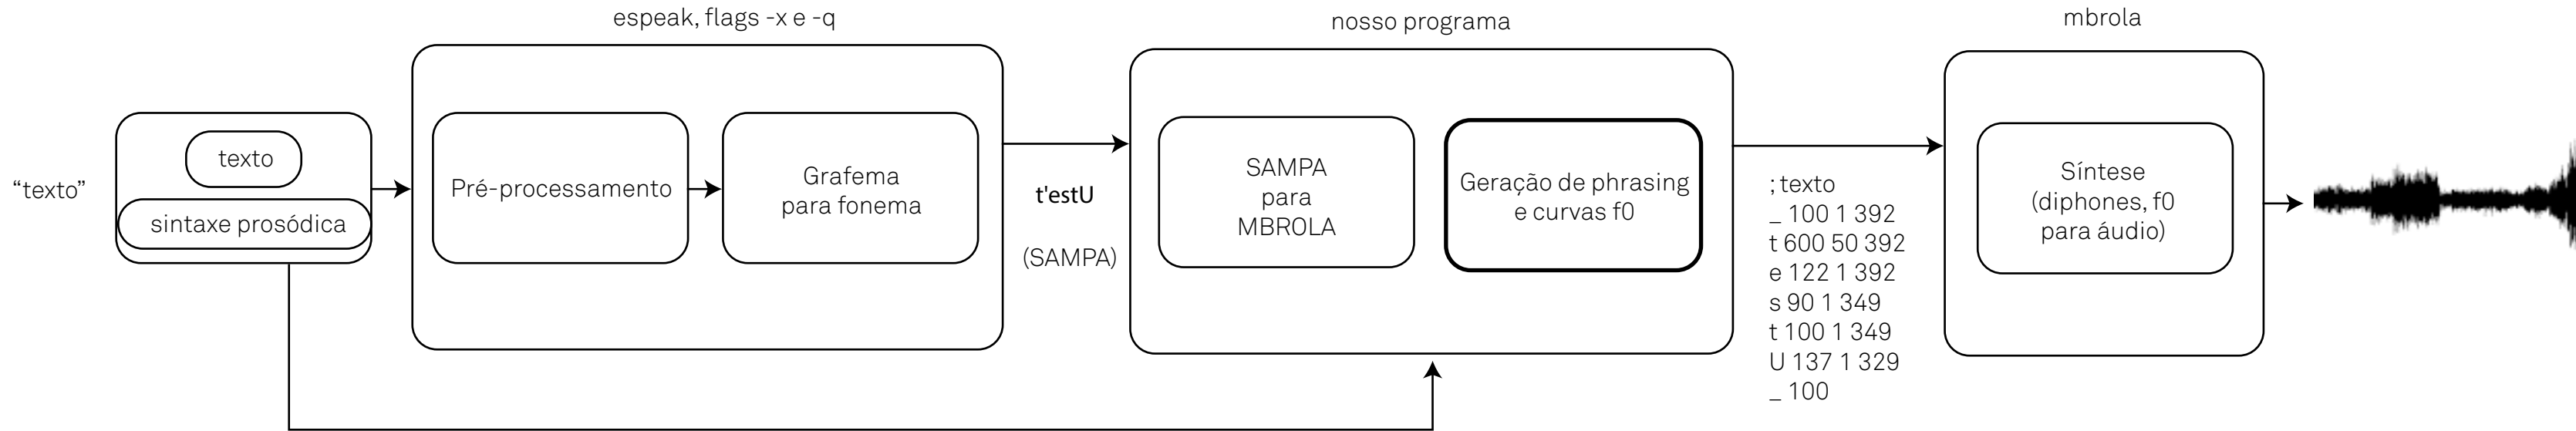 espeak, flags -x e -q
nosso programa
mbrola
“texto”
texto
sintaxe prosódica
Pré-processamento
Grafema
para fonema
t'estU
(SAMPA)
SAMPA
para
MBROLA
Geração de phrasing
e curvas f0
; texto
_ 100 1 392
t 600 50 392
e 122 1 392
s 90 1 349
t 100 1 349
U 137 1 329
_ 100
Síntese
(diphones, f0
para áudio)